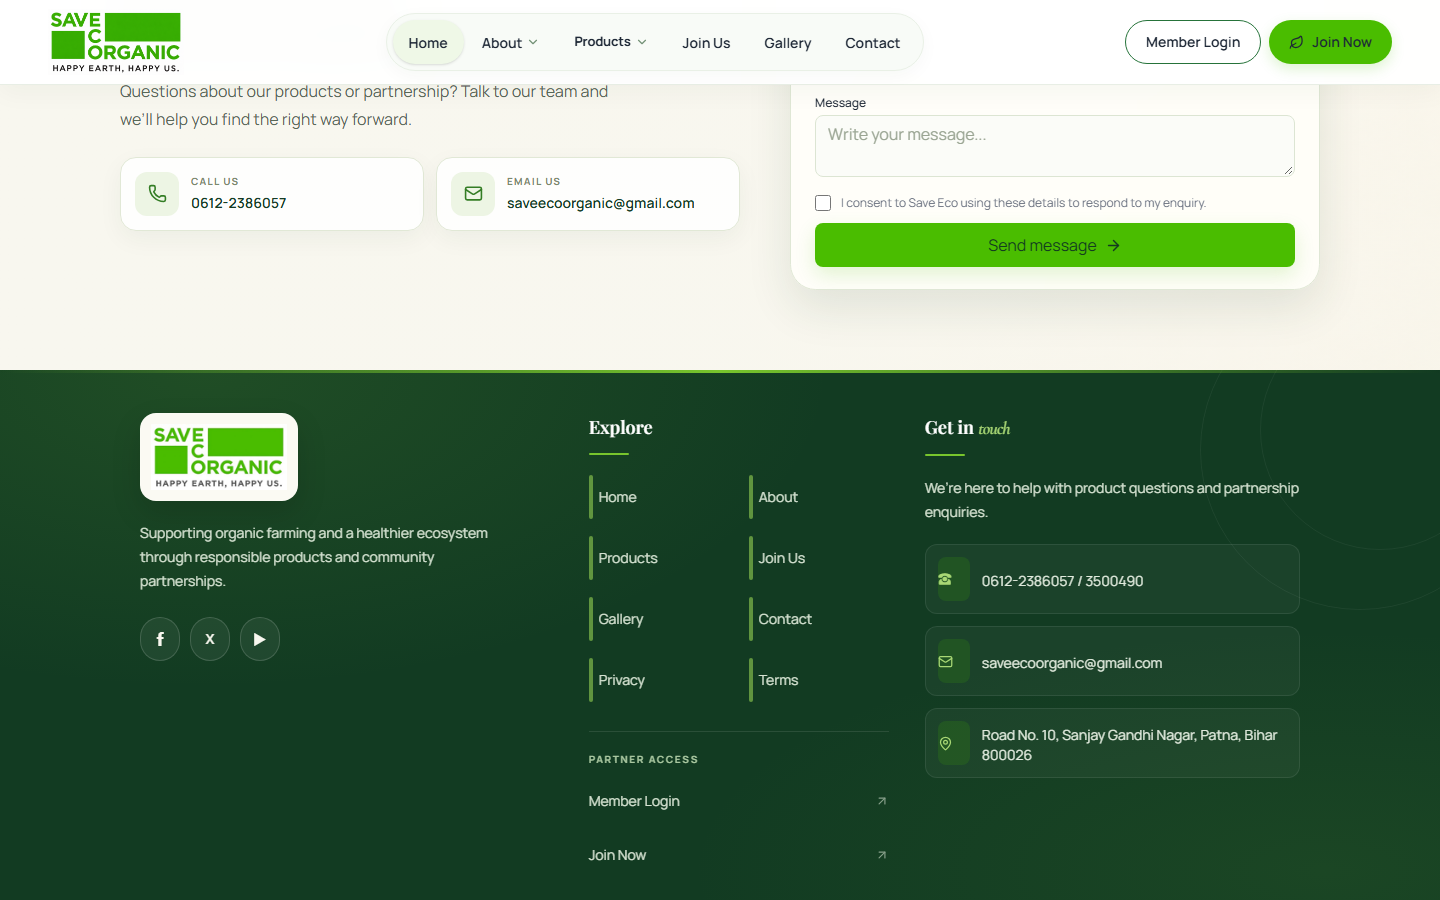 SAVE
ECO
ORGANIC
HAPPY EARTH, HAPPY US.
Home
About
Products
Join Us
Gallery
Contact
Member Login
Join Now
Questions about our products or partnership? Talk to our team and
we'll help you find the right way forward.
CALL US
0612-2386057
EMAIL US
saveecoorganic@gmail.com
Message
Write your message...
I consent to Save Eco using these details to respond to my enquiry.
Send message
SAVE
ECO
ORGANIC
HAPPY EARTH, HAPPY US.
Supporting organic farming and a healthier ecosystem
through responsible products and community
partnerships.
f
X
Explore
Home
About
Products
Join Us
Gallery
Contact
Privacy
Terms
PARTNER ACCESS
Member Login
Join Now
Get in touch
We're here to help with product questions and partnership
enquiries.
0612-2386057 / 3500490
saveecoorganic@gmail.com
Road No. 10, Sanjay Gandhi Nagar, Patna, Bihar
800026